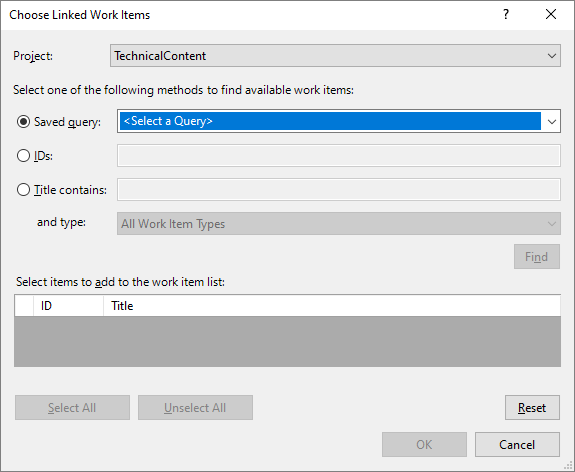 Choose Linked Work Items ?
Project: TechnicalContent
Select one of the following methods to find available work items:
Saved query: <Select a Query>
IDs:
Title contains:
and type: All Work Item Types
Find
Select items to add to the work item list:
ID Title
Select All Unselect All Reset
OK Cancel